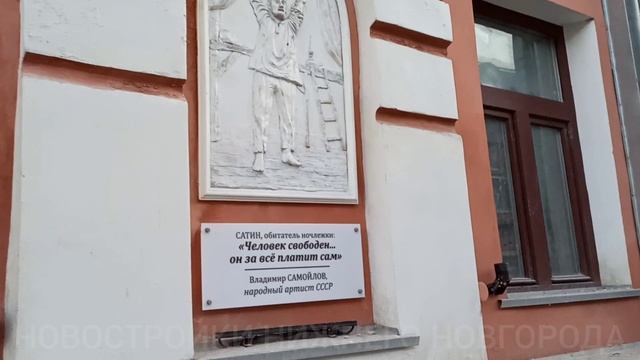 САТИН, обитатель ночлежки:
«Человек свободен...
он за всё платит сам»
Владимир САМОЙЛОВ,
народный артист СССР
НОВОСТРОЙКИ НИЖНЕГО НОВГОРОДА